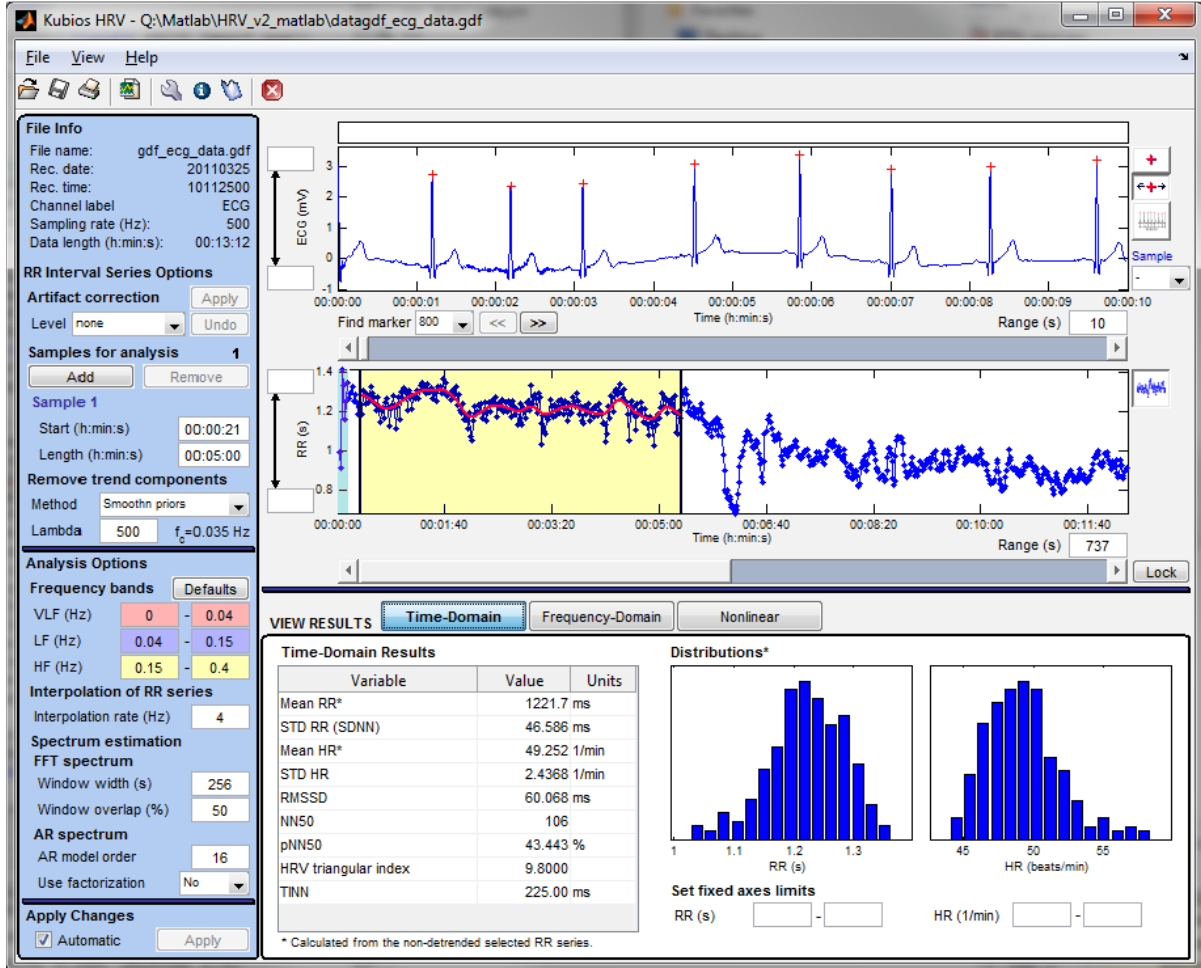 Kubios HRV - Q:\Matlab\HRV_v2_matlab\datagdf_ecg_data.gdf
File View Help
File Info
File name: gdf_ecg_data.gdf
Rec. date: 20110325
Rec. time: 10112500
Channel label ECG
Sampling rate (Hz): 500
Data length (h:min:s): 00:13:12
RR Interval Series Options
Artifact correction Apply
Level none Undo
Samples for analysis 1
Add Remove
Sample 1
Start (h:min:s) 00:00:21
Length (h:min:s) 00:05:00
Remove trend components
Method Smoothn priors
Lambda 500 fc=0.035 Hz
Analysis Options
Frequency bands Defaults
VLF (Hz) 0 - 0.04
LF (Hz) 0.04 - 0.15
HF (Hz) 0.15 - 0.4
Interpolation of RR series
Interpolation rate (Hz) 4
Spectrum estimation
FFT spectrum
Window width (s) 256
Window overlap (%) 50
AR spectrum
AR model order 16
Use factorization No
Apply Changes
Automatic Apply
ECG (mV)
3
2
1
0
-1
00:00:00 00:00:01 00:00:02 00:00:03 00:00:04 00:00:05 00:00:06 00:00:07 00:00:08 00:00:09 00:00:10
Sample
-
Find marker 800 << >> Time (h:min:s) Range (s) 10
RR (s)
1.4
1.2
1
0.8
00:00:00 00:01:40 00:03:20 00:05:00 00:06:40 00:08:20 00:10:00 00:11:40
Time (h:min:s) Range (s) 737
Lock
VIEW RESULTS Time-Domain Frequency-Domain Nonlinear
Time-Domain Results
Variable Value Units
Mean RR* 1221.7 ms
STD RR (SDNN) 46.586 ms
Mean HR* 49.252 1/min
STD HR 2.4368 1/min
RMSSD 60.068 ms
NN50 106
pNN50 43.443 %
HRV triangular index 9.8000
TINN 225.00 ms
* Calculated from the non-detrended selected RR series.
Distributions*
1 1.1 1.2 1.3
RR (s)
45 50 55
HR (beats/min)
Set fixed axes limits
RR (s) - HR (1/min) -